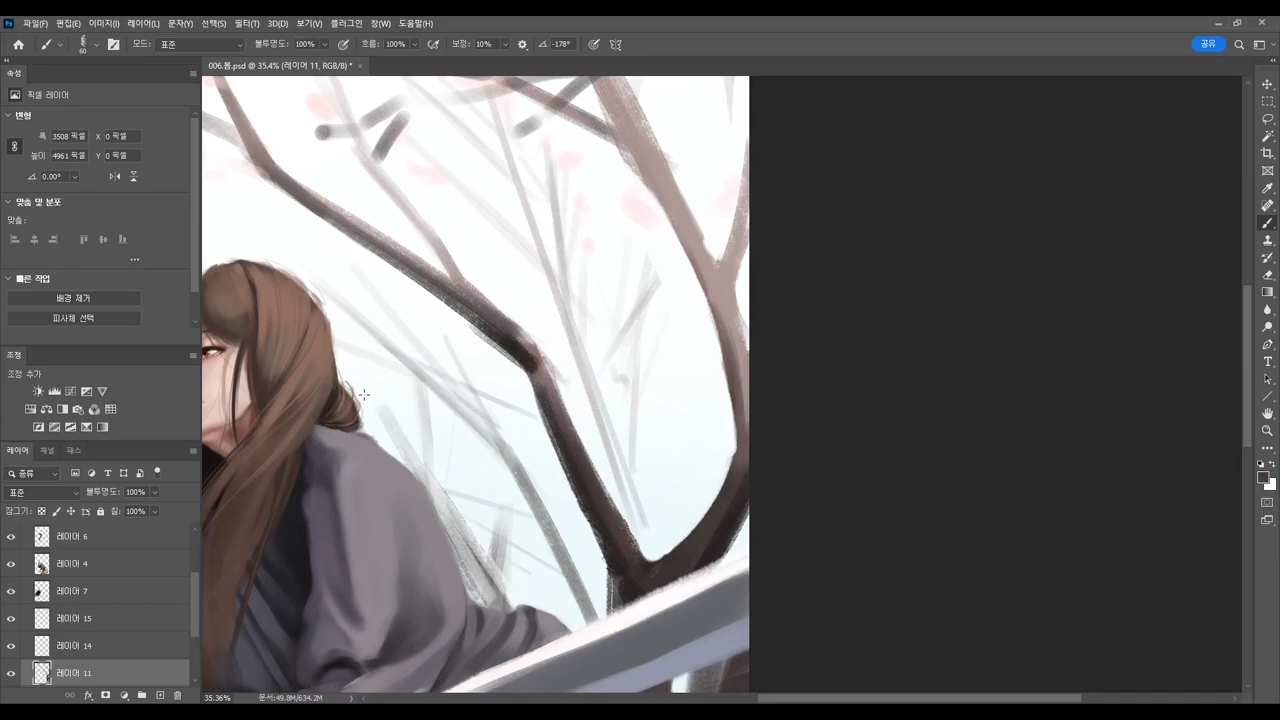 Ps 파일(F) 편집(E) 이미지(I) 레이어(L) 문자(Y) 선택(S) 필터(T) 3D(D) 보기(V) 플러그인 창(W) 도움말(H)
60 모드: 표준 불투명도: 100% 흐름: 100% 보정: 10% -178° 공유
006.봄.psd @ 35.4% (레이어 11, RGB/8) * ×
속성
픽셀 레이어
변형
폭 3508 픽셀 X 0 픽셀
높이 4961 픽셀 Y 0 픽셀
0.00°
맞춤 및 분포
맞춤:
빠른 작업
배경 제거
피사체 선택
조정
조정 추가
레이어 채널 패스
종류
표준 불투명도: 100%
잠그기: 칠: 100%
레이어 6
레이어 4
레이어 7
레이어 15
레이어 14
레이어 11
fx
35.36% 문서:49.8M/634.2M